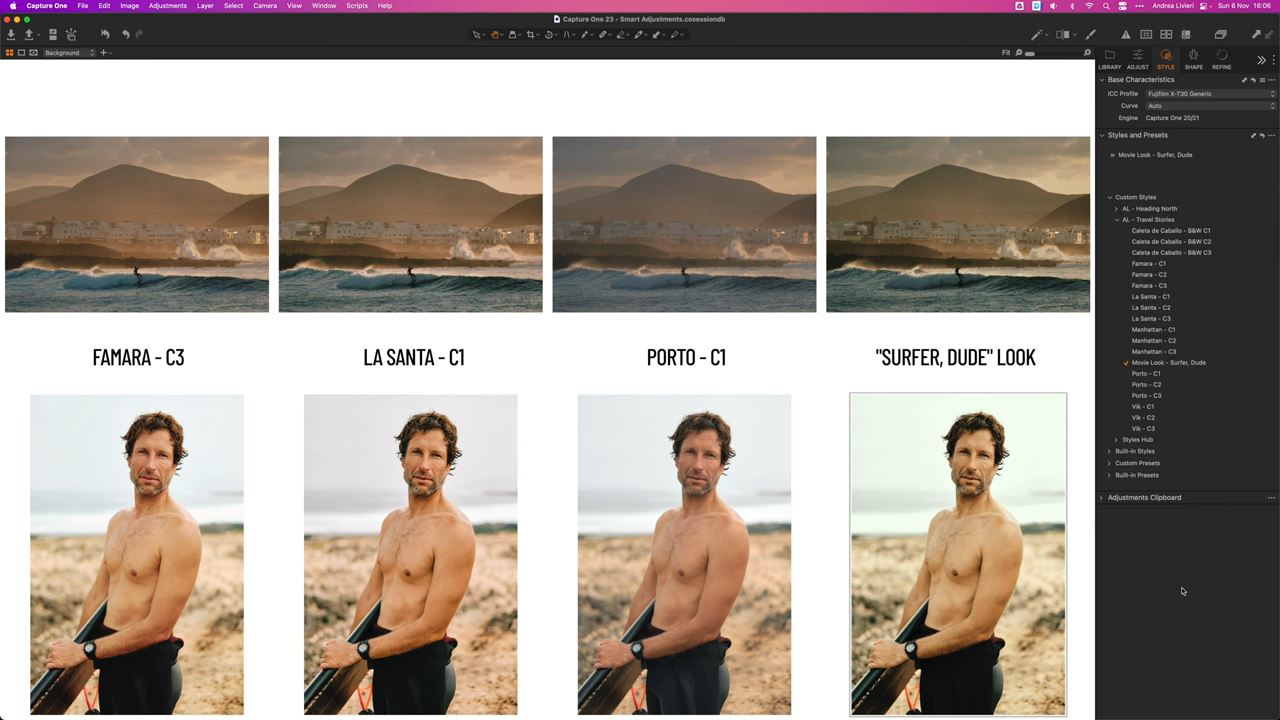 Capture One File Edit Image Adjustments Layer Select Camera View Window Scripts Help Andrea Livieri Sun 6 Nov 16:06
Capture One 23 - Smart Adjustments.cosessiondb
Background Fit
LIBRARY ADJUST STYLE SHAPE REFINE
Base Characteristics
ICC Profile Fujifilm X-T30 Generic
Curve Auto
Engine Capture One 20/21
Styles and Presets
Movie Look - Surfer, Dude
Custom Styles
AL - Heading North
AL - Travel Stories
Caleta de Caballo - B&W C1
Caleta de Caballo - B&W C2
Caleta de Caballo - B&W C3
Famara - C1
Famara - C2
Famara - C3
La Santa - C1
La Santa - C2
La Santa - C3
Manhattan - C1
Manhattan - C2
Manhattan - C3
Movie Look - Surfer, Dude
Porto - C1
Porto - C2
Porto - C3
Vik - C1
Vik - C2
Vik - C3
Styles Hub
Built-in Styles
Custom Presets
Built-in Presets
Adjustments Clipboard
FAMARA - C3 LA SANTA - C1 PORTO - C1 "SURFER, DUDE" LOOK